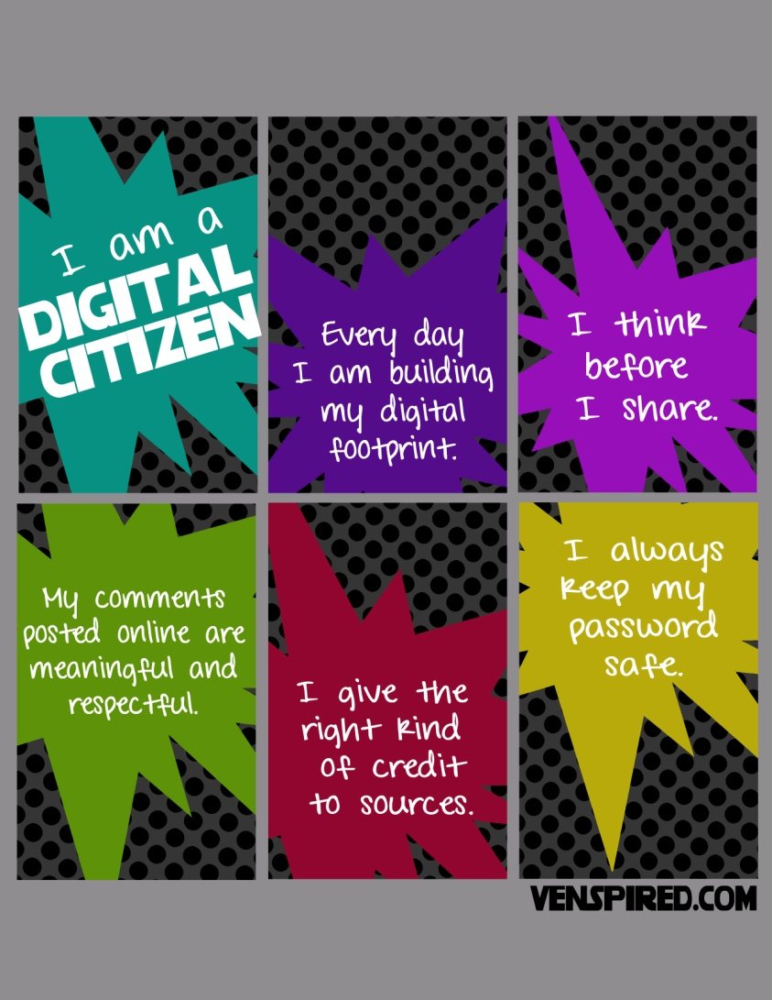 I am a
DIGITAL
CITIZEN
Every day
I am building
my digital
footprint.
I think
before
I share.
My comments
posted online are
meaningful and
respectful.
I give the
right kind
of credit
to sources.
I always
keep my
password
safe.
VENSPIRED.COM